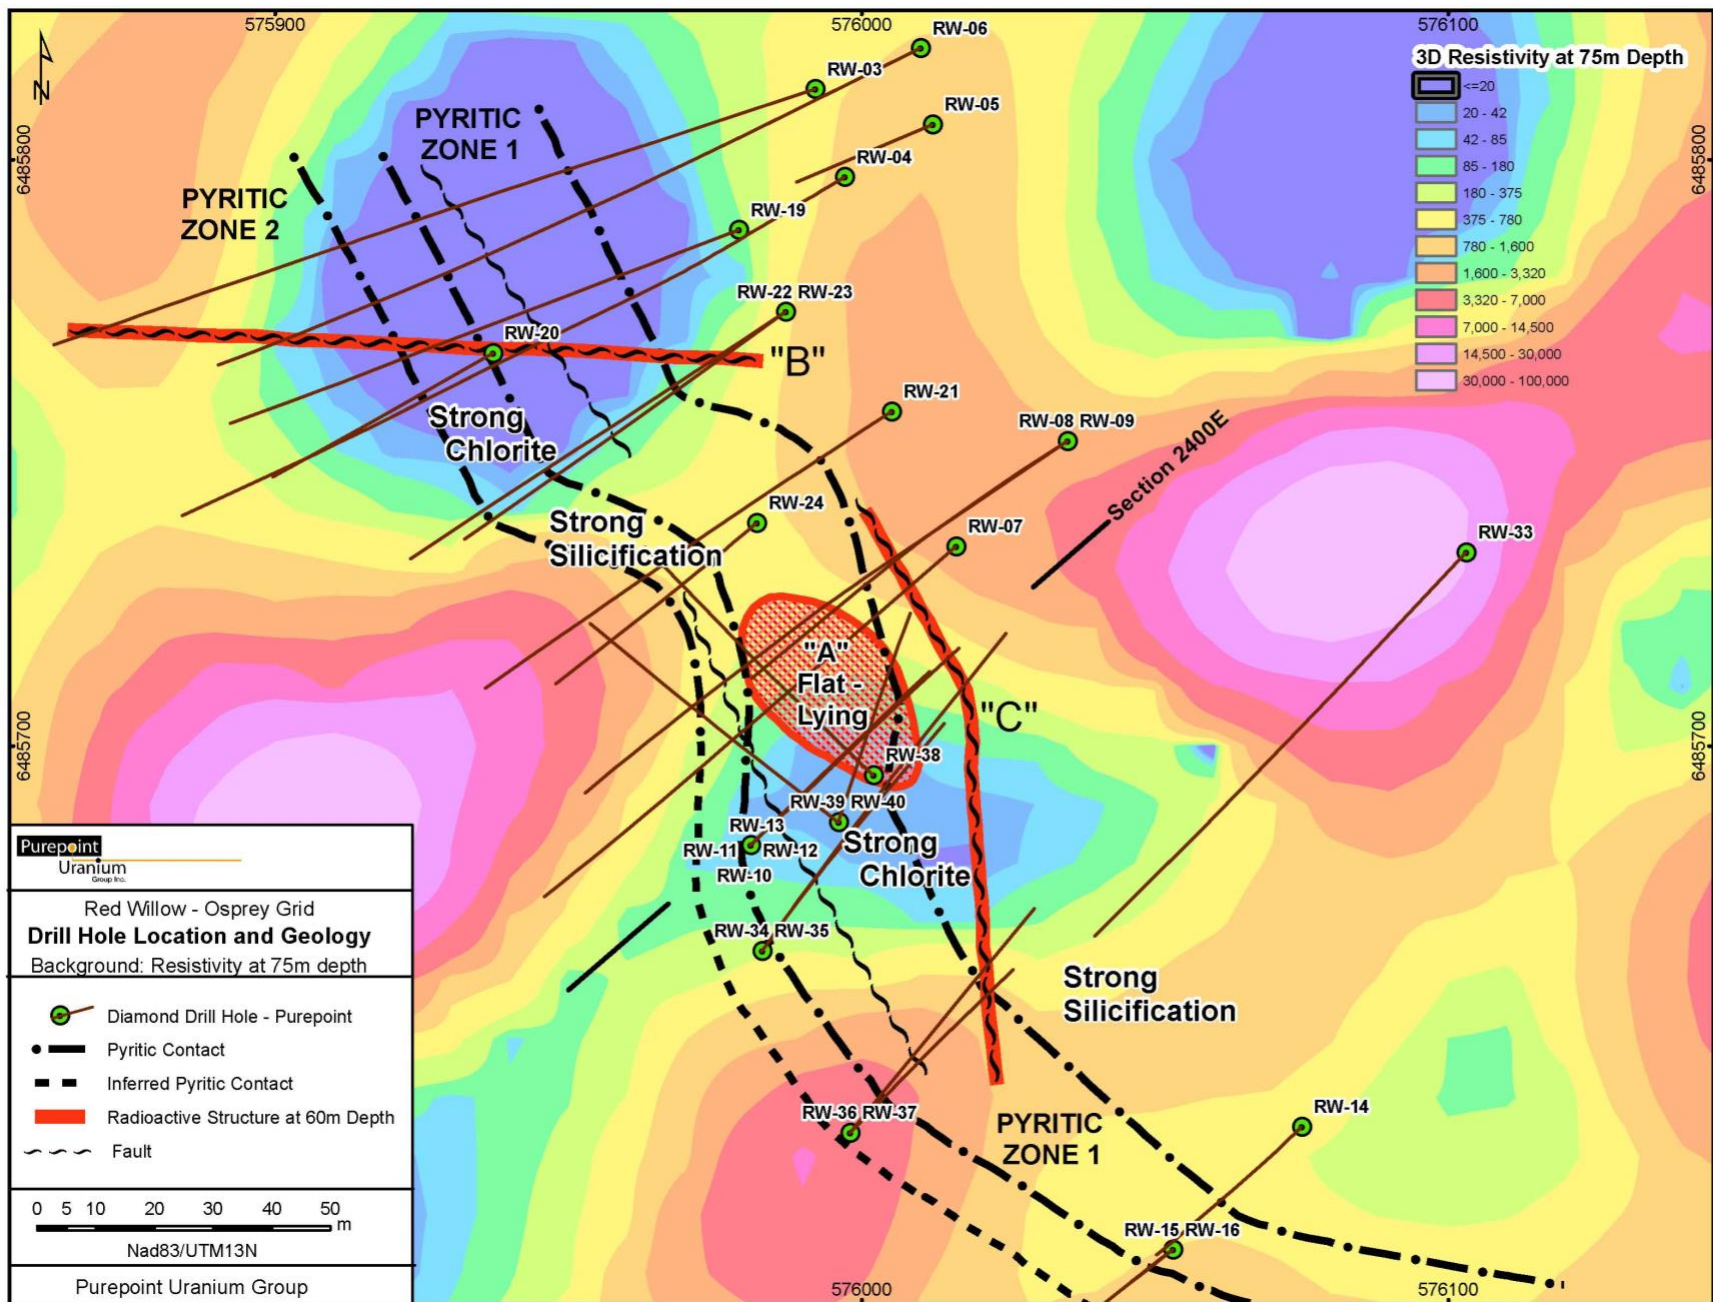 575900
576000
576100
N
6485800
6485800
6485700
6485700
RW-06
RW-03
RW-05
RW-04
RW-19
RW-22 RW-23
RW-20
RW-21
RW-08 RW-09
RW-24
RW-07
RW-33
PYRITIC
ZONE 1
PYRITIC
ZONE 2
"B"
Strong
Chlorite
Strong
Silicification
Section 2400E
"A"
Flat -
Lying
"C"
RW-38
RW-39 RW-40
RW-13
RW-11 RW-12
RW-10
Strong
Chlorite
RW-34 RW-35
Strong
Silicification
RW-36 RW-37
PYRITIC
ZONE 1
RW-14
RW-15 RW-16
576000
576100
3D Resistivity at 75m Depth
<=20
20 - 42
42 - 85
85 - 180
180 - 375
375 - 780
780 - 1,600
1,600 - 3,320
3,320 - 7,000
7,000 - 14,500
14,500 - 30,000
30,000 - 100,000
Purepoint
Uranium
Group Inc.
Red Willow - Osprey Grid
Drill Hole Location and Geology
Background: Resistivity at 75m depth
Diamond Drill Hole - Purepoint
Pyritic Contact
Inferred Pyritic Contact
Radioactive Structure at 60m Depth
Fault
0 5 10 20 30 40 50
m
Nad83/UTM13N
Purepoint Uranium Group